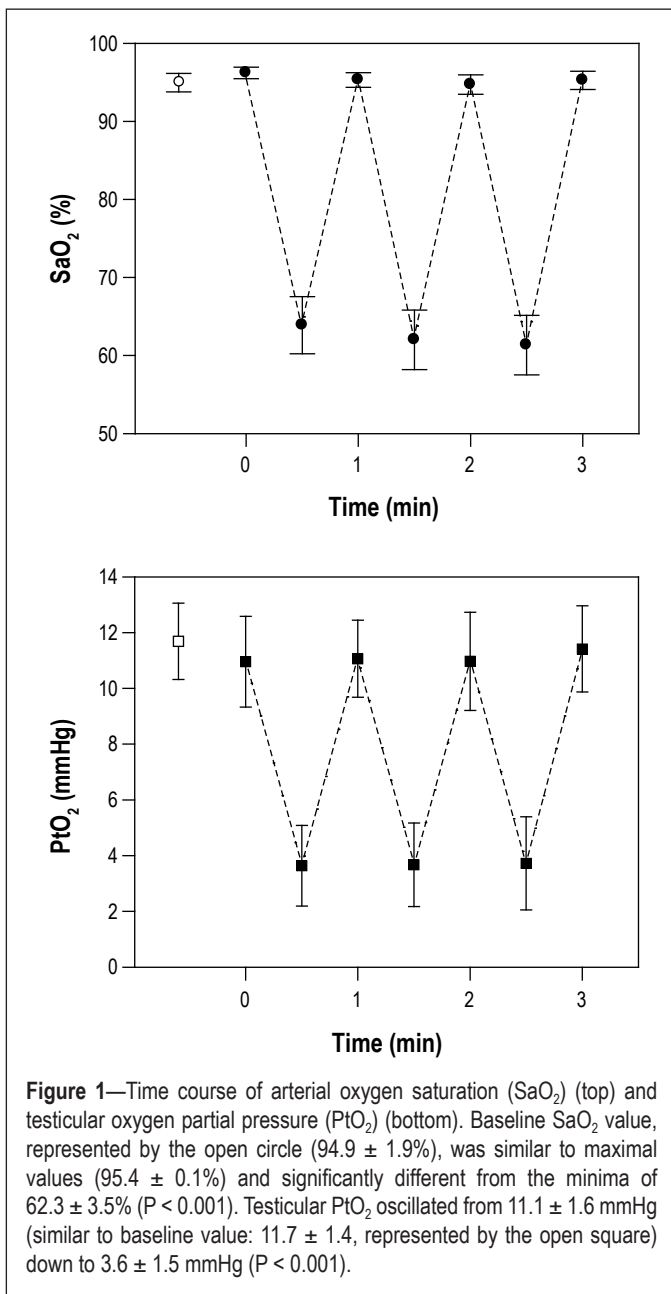 100
90
80
70
60
50
SaO₂ (%)
0 1 2 3
Time (min)
14
12
10
8
6
4
2
0
PtO₂ (mmHg)
0 1 2 3
Time (min)
Figure 1—Time course of arterial oxygen saturation (SaO₂) (top) and
testicular oxygen partial pressure (PtO₂) (bottom). Baseline SaO₂ value,
represented by the open circle (94.9 ± 1.9%), was similar to maximal
values (95.4 ± 0.1%) and significantly different from the minima of
62.3 ± 3.5% (P < 0.001). Testicular PtO₂ oscillated from 11.1 ± 1.6 mmHg
(similar to baseline value: 11.7 ± 1.4, represented by the open square)
down to 3.6 ± 1.5 mmHg (P < 0.001).